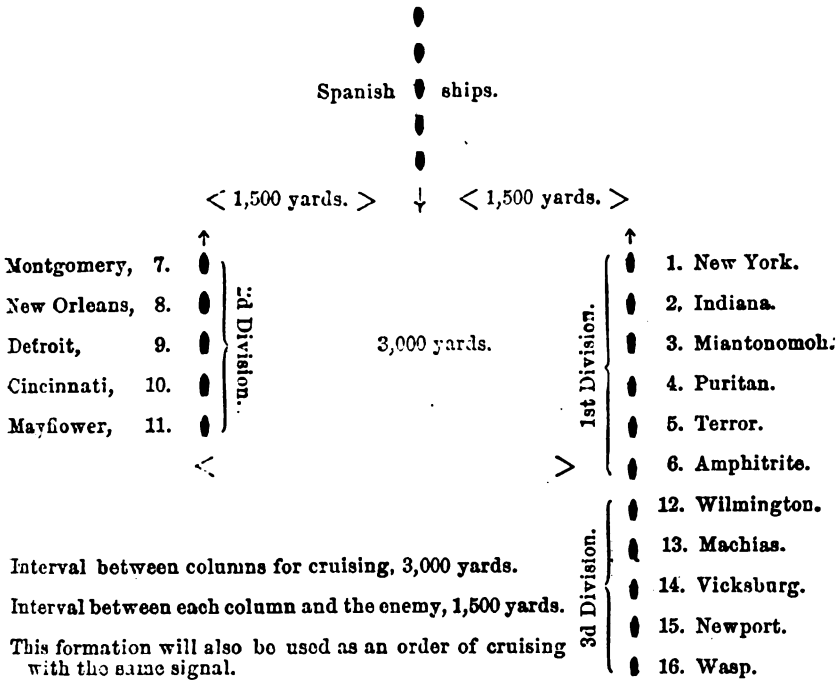 Spanish ships.
< 1,500 yards. > < 1,500 yards. >
Montgomery, 7.
New Orleans, 8.
Detroit, 9.
Cincinnati, 10.
Mayflower, 11.
2d Division.
3,000 yards.
< >
1st Division.
1. New York.
2. Indiana.
3. Miantonomoh.
4. Puritan.
5. Terror.
6. Amphitrite.
3d Division.
12. Wilmington.
13. Machias.
14. Vicksburg.
15. Newport.
16. Wasp.
Interval between columns for cruising, 3,000 yards.
Interval between each column and the enemy, 1,500 yards.
This formation will also be used as an order of cruising
with the same signal.